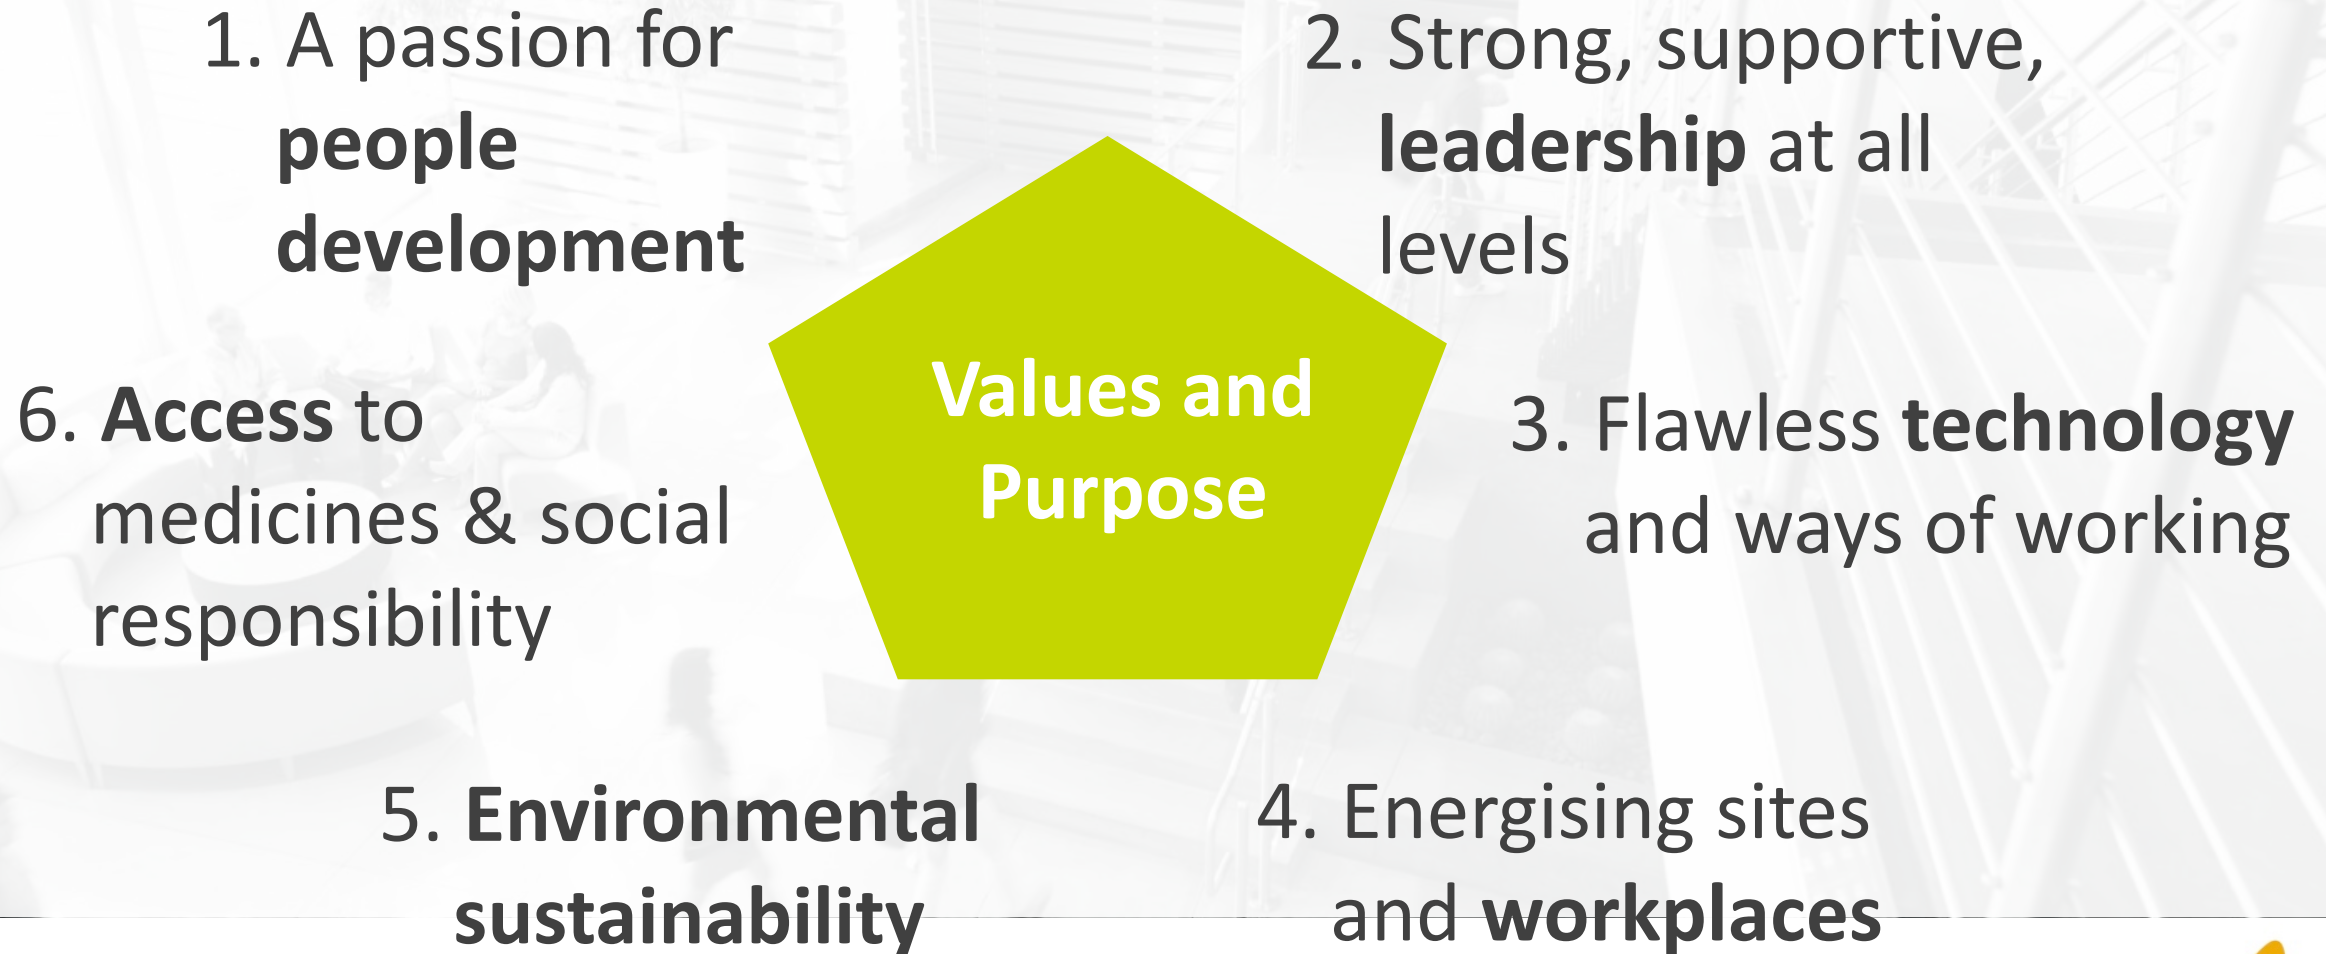 1. A passion for
people
development
2. Strong, supportive,
leadership at all
levels
Values and
Purpose
3. Flawless technology
and ways of working
4. Energising sites
and workplaces
5. Environmental
sustainability
6. Access to
medicines & social
responsibility